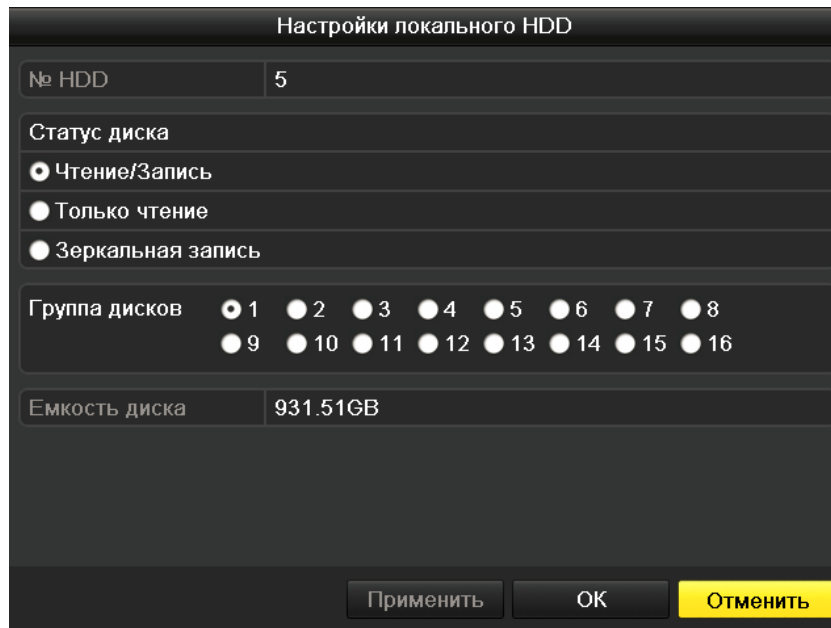 Настройки локального HDD
№ HDD 5
Статус диска
Чтение/Запись
Только чтение
Зеркальная запись
Группа дисков 1 2 3 4 5 6 7 8
9 10 11 12 13 14 15 16
Емкость диска 931.51GB
Применить OK Отменить